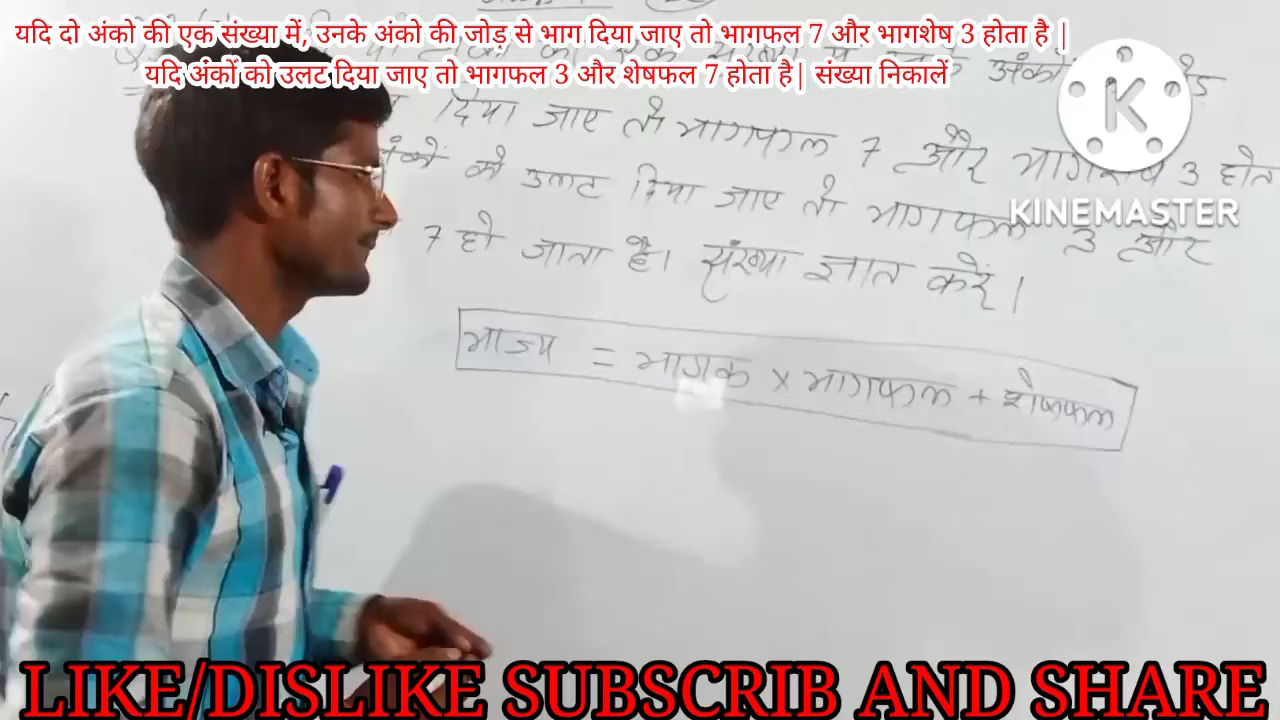 यदि दो अंको की एक संख्या में, उनके अंको की जोड़ से भाग दिया जाए तो भागफल 7 और भागशेष 3 होता है |
यदि अंकों को उलट दिया जाए तो भागफल 3 और शेषफल 7 होता है| संख्या निकालें
दिया जाए तो भागफल 7 और भागशेष 3 होत
को उलट दिया जाए तो भागफल 3 और
7 हो जाता है। संख्या ज्ञात करें।
भाज्य = भाजक x भागफल + शेषफल
K
KINEMASTER
LIKE/DISLIKE SUBSCRIB AND SHARE